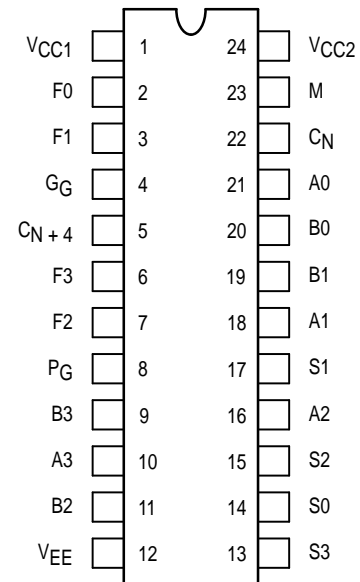 VCC1 1 24 VCC2
F0 2 23 M
F1 3 22 CN
GG 4 21 A0
CN + 4 5 20 B0
F3 6 19 B1
F2 7 18 A1
PG 8 17 S1
B3 9 16 A2
A3 10 15 S2
B2 11 14 S0
VEE 12 13 S3